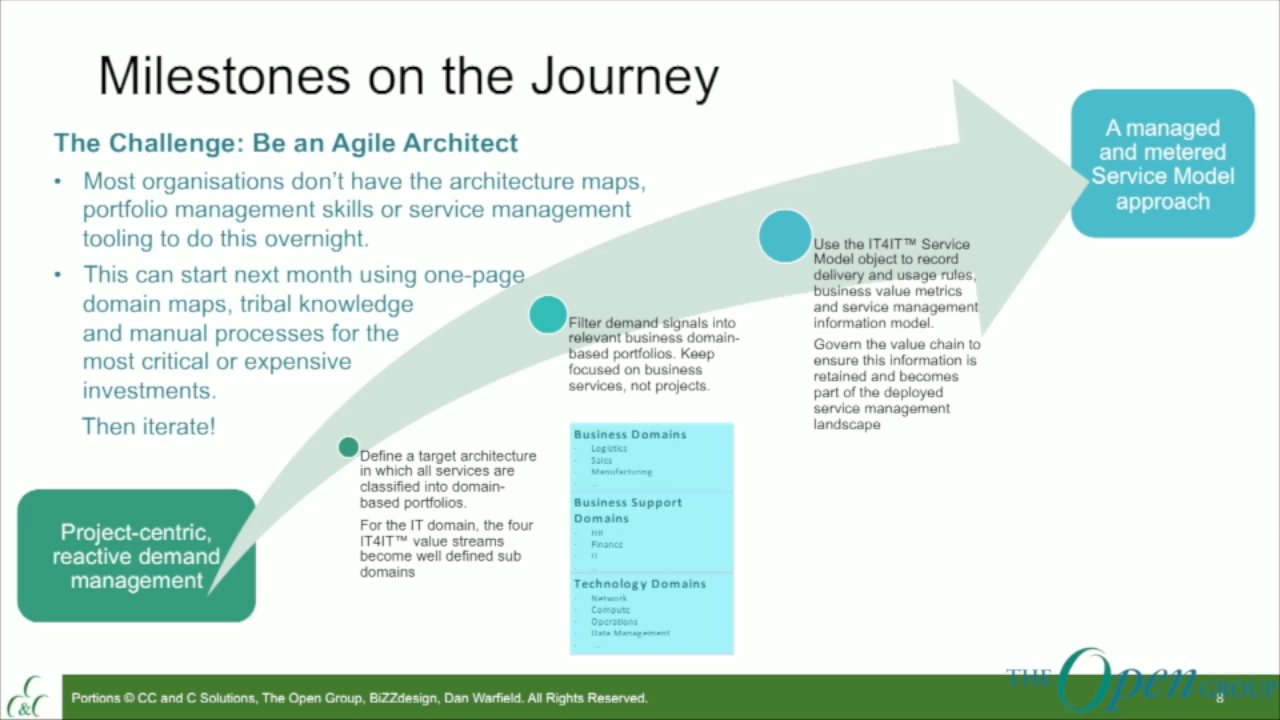 Milestones on the Journey
The Challenge: Be an Agile Architect
• Most organisations don't have the architecture maps,
portfolio management skills or service management
tooling to do this overnight.
• This can start next month using one-page
domain maps, tribal knowledge
and manual processes for the
most critical or expensive
investments.
Then iterate!
Project-centric,
reactive demand
management
Define a target architecture
in which all services are
classified into domain-
based portfolios.
For the IT domain, the four
IT4IT™ value streams
become well defined sub
domains
Filter demand signals into
relevant business domain-
based portfolios. Keep
focused on business
services, not projects.
Business Domains
· Logistics
· Sales
· Manufacturing
· ...
Business Support
Domains
· HR
· Finance
· IT
· ...
Technology Domains
· Network
· Compute
· Operations
· Data Management
· ...
Use the IT4IT™ Service
Model object to record
delivery and usage rules,
business value metrics
and service management
information model.
Govern the value chain to
ensure this information is
retained and becomes
part of the deployed
service management
landscape
A managed
and metered
Service Model
approach
C&C
Portions © CC and C Solutions, The Open Group, BiZZdesign, Dan Warfield. All Rights Reserved.
THE Open GROUP
8